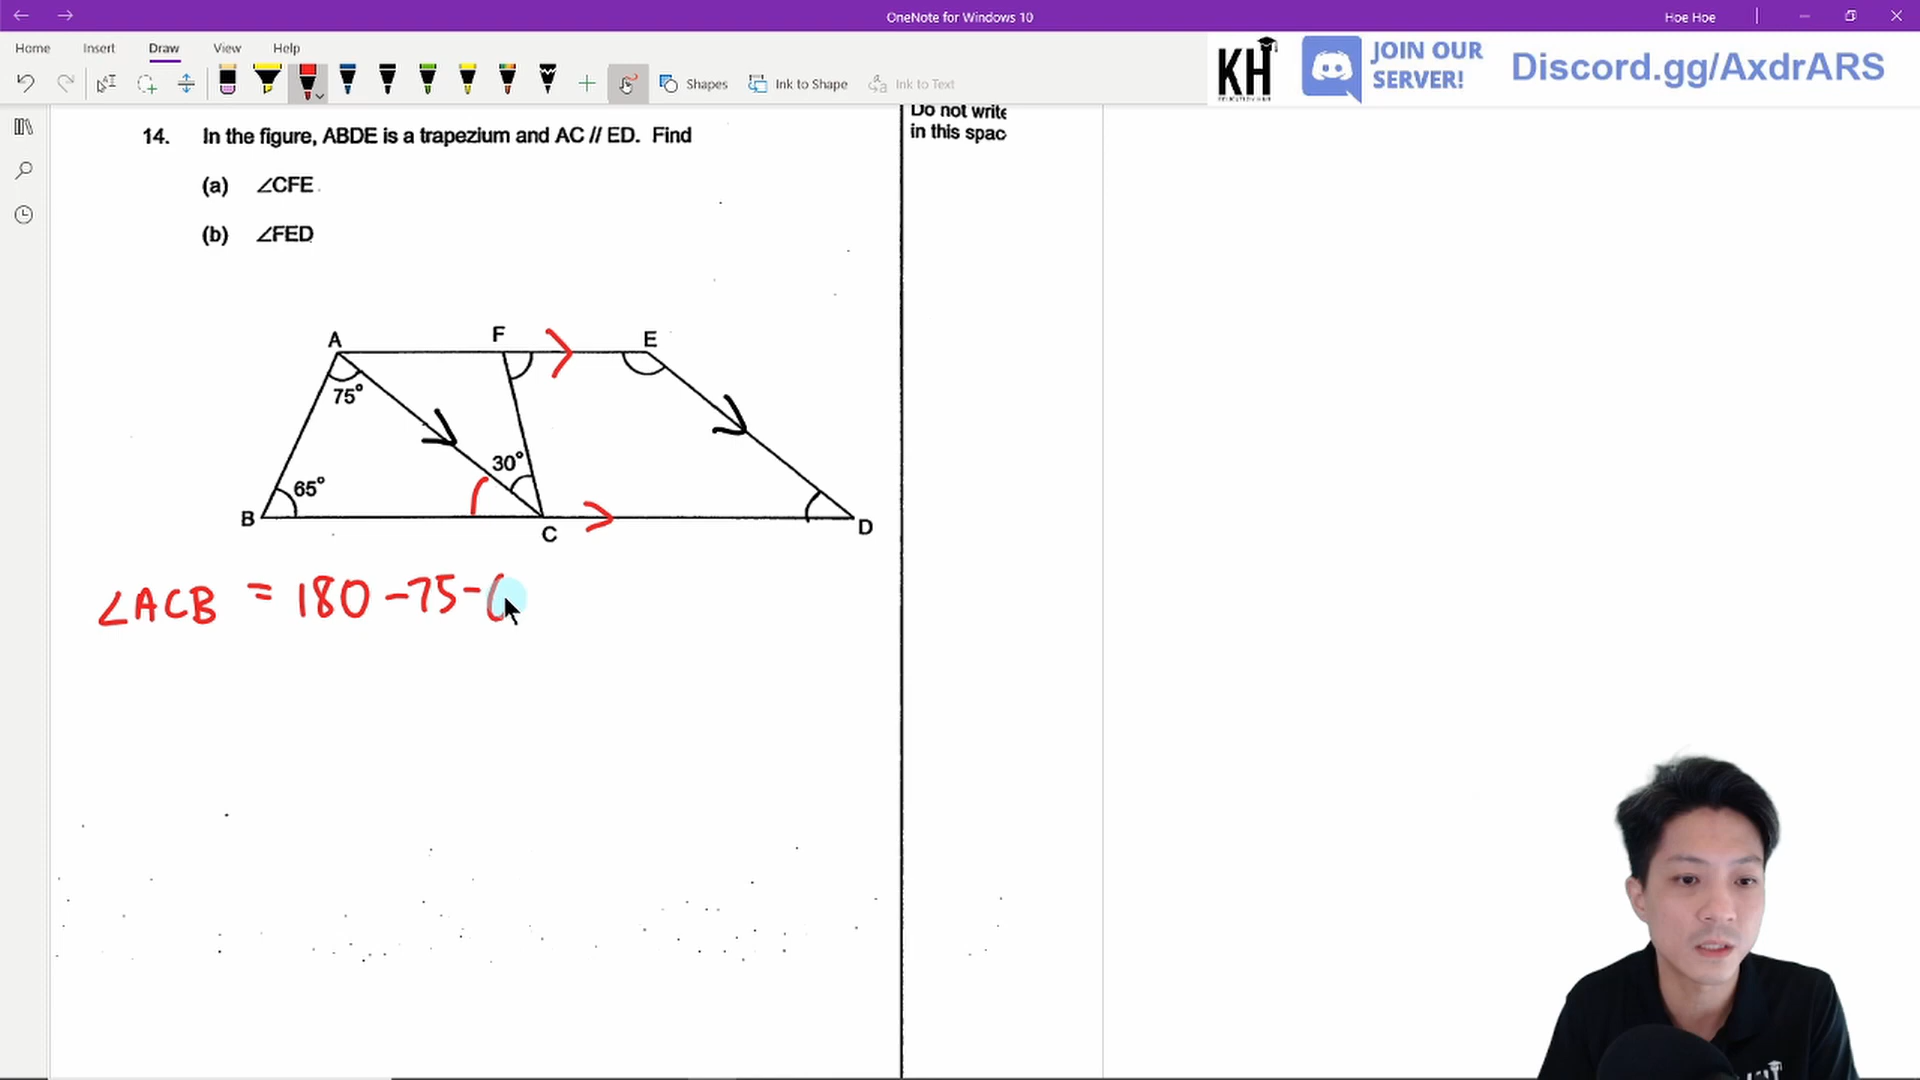 OneNote for Windows 10
Hoe Hoe
Home Insert Draw View Help
Shapes Ink to Shape Ink to Text
KH
JOIN OUR
SERVER!
Discord.gg/AxdrARS
Do not write
in this spac
14. In the figure, ABDE is a trapezium and AC // ED. Find
(a) ∠CFE
(b) ∠FED
A F E
75°
30°
65°
B C D
∠ACB = 180 -75 -